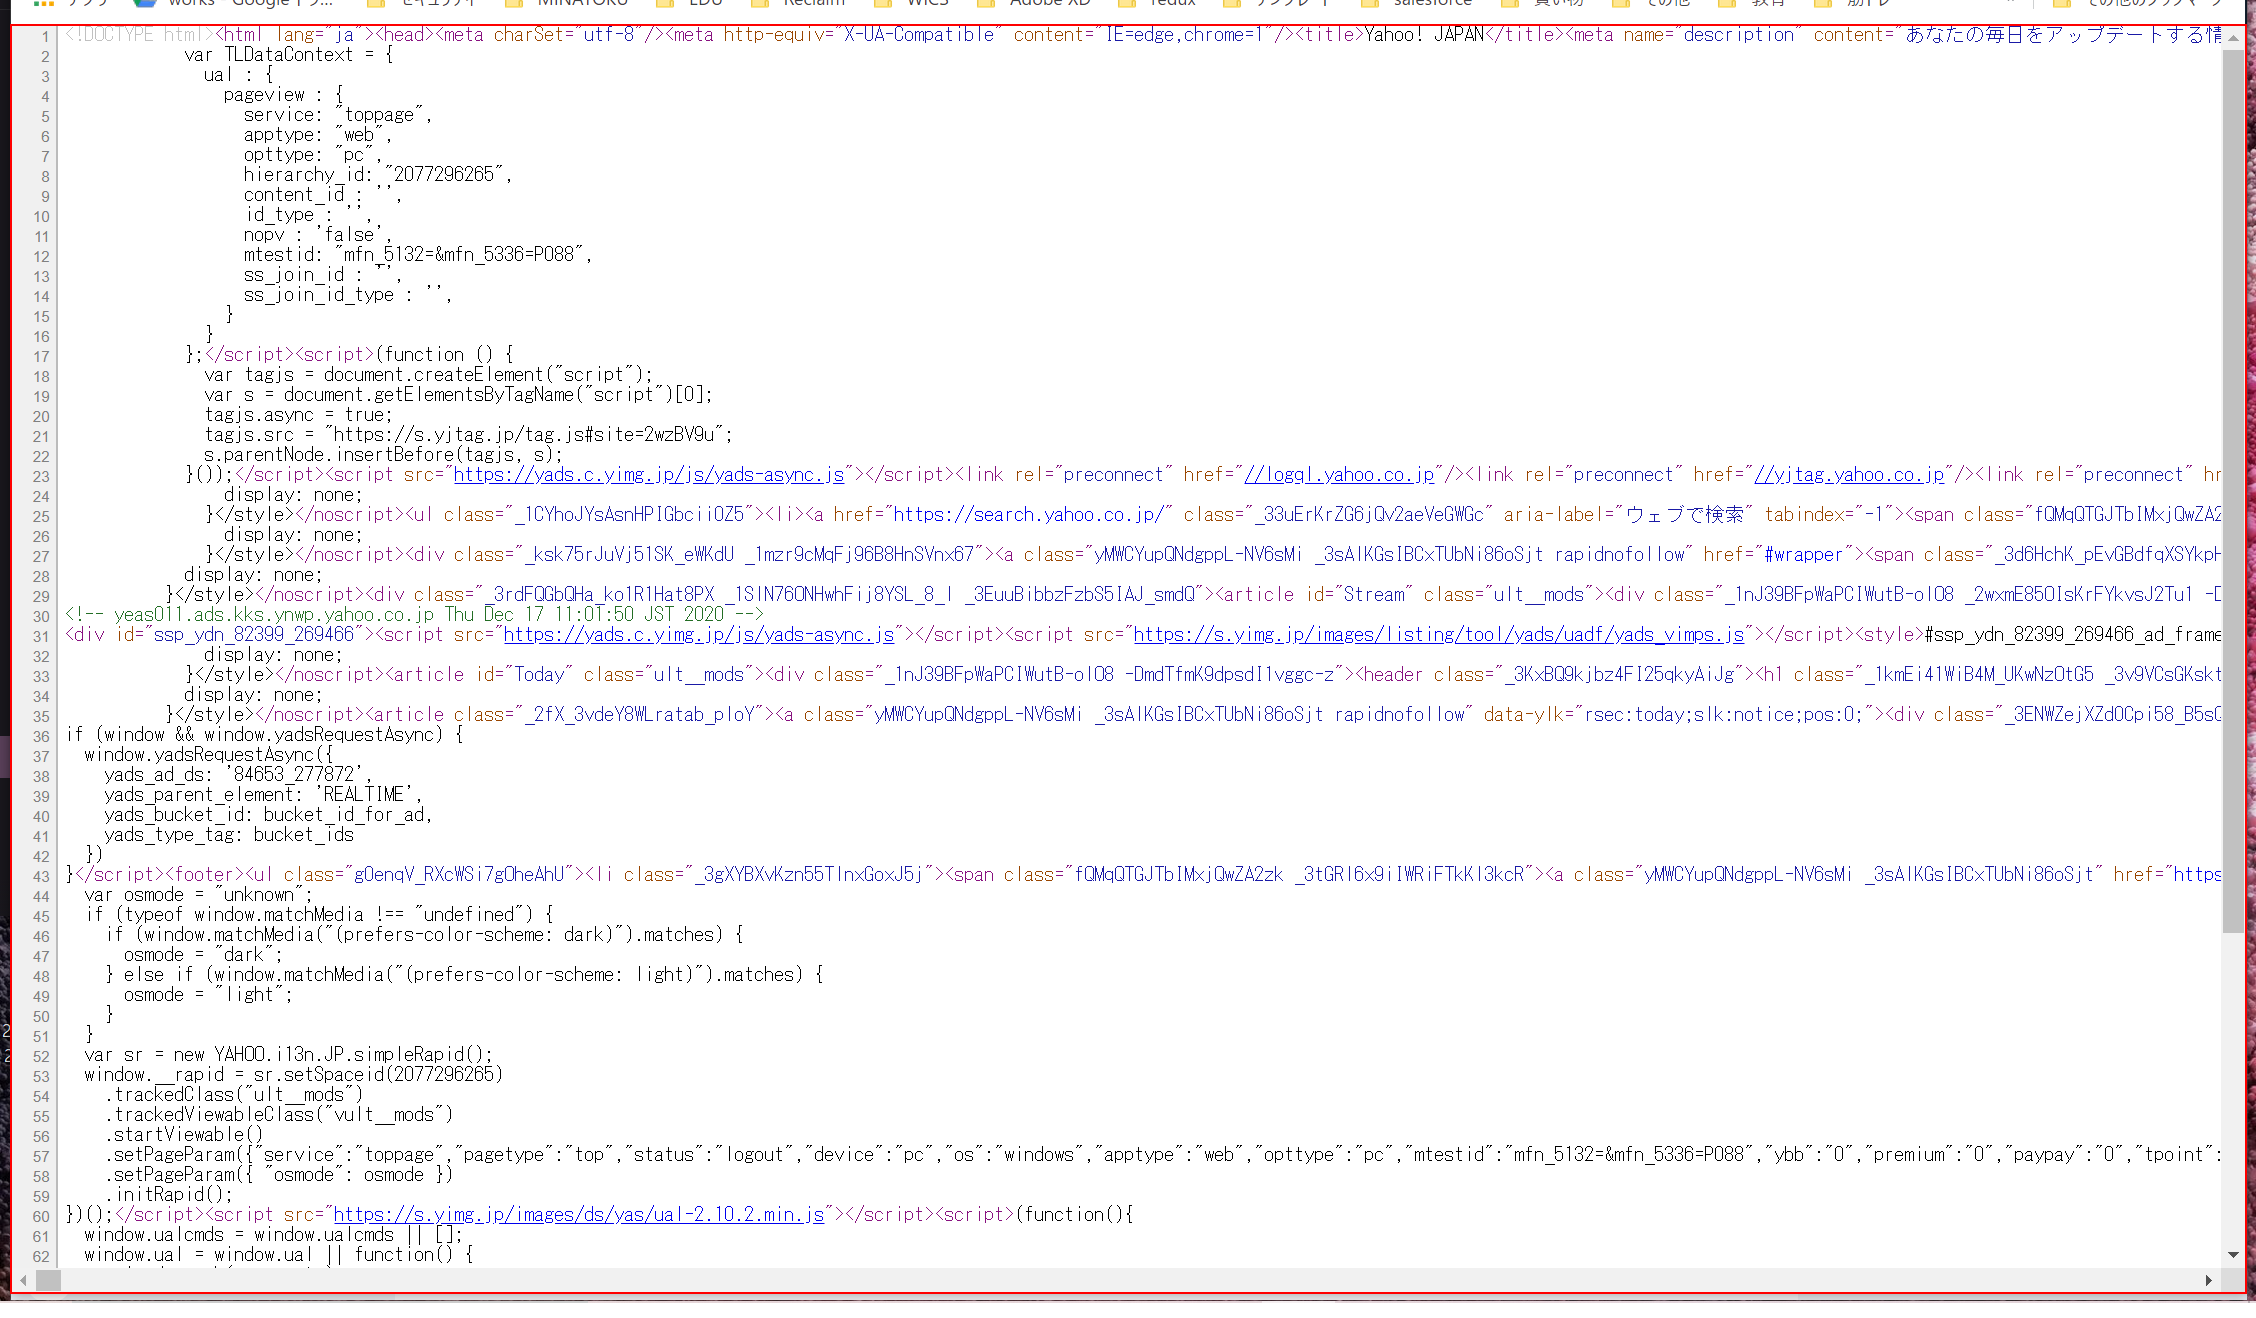 works - Google ドラ...
MINATOKU
EDU
Reclaim
WICS
Adobe XD
redux
salesforce
1 <!DOCTYPE html><html lang="ja"><head><meta charSet="utf-8"/><meta http-equiv="X-UA-Compatible" content="IE=edge,chrome=1"/><title>Yahoo! JAPAN</title><meta name="description" content="あなたの毎日をアップデートする情
2 var TLDataContext = {
3 ual : {
4 pageview : {
5 service: "toppage",
6 apptype: "web",
7 opttype: "pc",
8 hierarchy_id: "2077296265",
9 content_id : '',
10 id_type : '',
11 nopv : 'false',
12 mtestid: "mfn_5132=&mfn_5336=P088",
13 ss_join_id : '',
14 ss_join_id_type : '',
15 }
16 }
17 };</script><script>(function () {
18 var tagjs = document.createElement("script");
19 var s = document.getElementsByTagName("script")[0];
20 tagjs.async = true;
21 tagjs.src = "https://s.yjtag.jp/tag.js#site=2wzBV9u";
22 s.parentNode.insertBefore(tagjs, s);
23 }());</script><script src="https://yads.c.yimg.jp/js/yads-async.js"></script><link rel="preconnect" href="//logql.yahoo.co.jp"/><link rel="preconnect" href="//yjtag.yahoo.co.jp"/><link rel="preconnect" hr
24 display: none;
25 }</style></noscript><ul class="_1CYhoJYsAsnHPIGbciiOZ5"><li><a href="https://search.yahoo.co.jp/" class="_33uErKrZG6jQv2aeVeGWGc" aria-label="ウェブで検索" tabindex="-1"><span class="fQMqQTGJTbIMxjQwZA2
26 display: none;
27 }</style></noscript><div class="_ksk75rJuVj51SK_eWKdU _1mzr9cMqFj96B8HnSVnx67"><a class="yMWCYupQNdgppL-NV6sMi _3sAlKGsIBCxTUbNi86oSjt rapidnofollow" href="#wrapper"><span class="_3d6HchK_pEvGBdfqXSYkpH
28 display: none;
29 }</style></noscript><div class="_3rdFQGbQHa_ko1R1Hat8PX _1SlN76ONHwhFij8YSL_8_l _3EuuBibbzFzbS5IAJ_smdQ"><article id="Stream" class="ult__mods"><div class="_1nJ39BFpWaPCIWutB-olO8 _2wxmE85OIsKrFYkvsJ2Tu1 -D
30 <!-- yeas011.ads.kks.ynwp.yahoo.co.jp Thu Dec 17 11:07:50 JST 2020 -->
31 <div id="ssp_ydn_82399_269466"><script src="https://yads.c.yimg.jp/js/yads-async.js"></script><script src="https://s.yimg.jp/images/listing/tool/yads/uadf/yads_vimps.js"></script><style>#ssp_ydn_82399_269466_ad_frame
32 display: none;
33 }</style></noscript><article id="Today" class="ult__mods"><div class="_1nJ39BFpWaPCIWutB-olO8 -DmdTfmK9dpsdI1vggc-z"><header class="_3KxBQ9kjbz4FI25qkyAiJg"><h1 class="_1kmEi41WiB4M_UKwNzOtG5 _3v9VCsGKskt
34 display: none;
35 }</style></noscript><article class="_2fX_3vdeY8WLratab_ploY"><a class="yMWCYupQNdgppL-NV6sMi _3sAlKGsIBCxTUbNi86oSjt rapidnofollow" data-ylk="rsec:today;slk:notice;pos:0;"><div class="_3ENWZejXZdOCpi58_B5sO
36 if (window && window.yadsRequestAsync) {
37 window.yadsRequestAsync({
38 yads_ad_ds: '84653_277872',
39 yads_parent_element: 'REALTIME',
40 yads_bucket_id: bucket_id_for_ad,
41 yads_type_tag: bucket_ids
42 })
43 }</script><footer><ul class="gOenqV_RXcWSi7gOheAhU"><li class="_3gXYBXvKzn55TlnxGoxJ5j"><span class="fQMqQTGJTbIMxjQwZA2zk _3tGRl6x9iIWRiFTkKl3kcR"><a class="yMWCYupQNdgppL-NV6sMi _3sAlKGsIBCxTUbNi86oSjt" href="https
44 var osmode = "unknown";
45 if (typeof window.matchMedia !== "undefined") {
46 if (window.matchMedia("(prefers-color-scheme: dark)").matches) {
47 osmode = "dark";
48 } else if (window.matchMedia("(prefers-color-scheme: light)").matches) {
49 osmode = "light";
50 }
51 }
52 var sr = new YAHOO.i13n.JP.simpleRapid();
53 window.__rapid = sr.setSpaceid(2077296265)
54 .trackedClass("ult__mods")
55 .trackedViewableClass("vult__mods")
56 .startViewable()
57 .setPageParam({"service":"toppage","pagetype":"top","status":"logout","device":"pc","os":"windows","apptype":"web","opttype":"pc","mtestid":"mfn_5132=&mfn_5336=P088","ybb":"0","premium":"0","paypay":"0","tpoint":
58 .setPageParam({ "osmode": osmode })
59 .initRapid();
60 })();</script><script src="https://s.yimg.jp/images/ds/yas/ual-2.10.2.min.js"></script><script>(function(){
61 window.ualcmds = window.ualcmds || [];
62 window.ual = window.ual || function() {